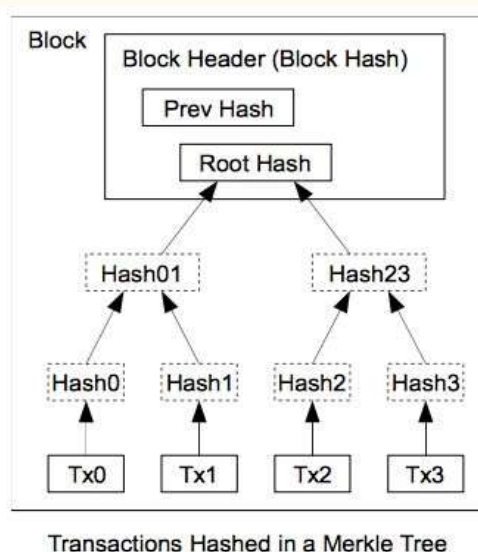 Block
Block Header (Block Hash)
Prev Hash
Root Hash
Hash01 Hash23
Hash0 Hash1 Hash2 Hash3
Tx0 Tx1 Tx2 Tx3
Transactions Hashed in a Merkle Tree